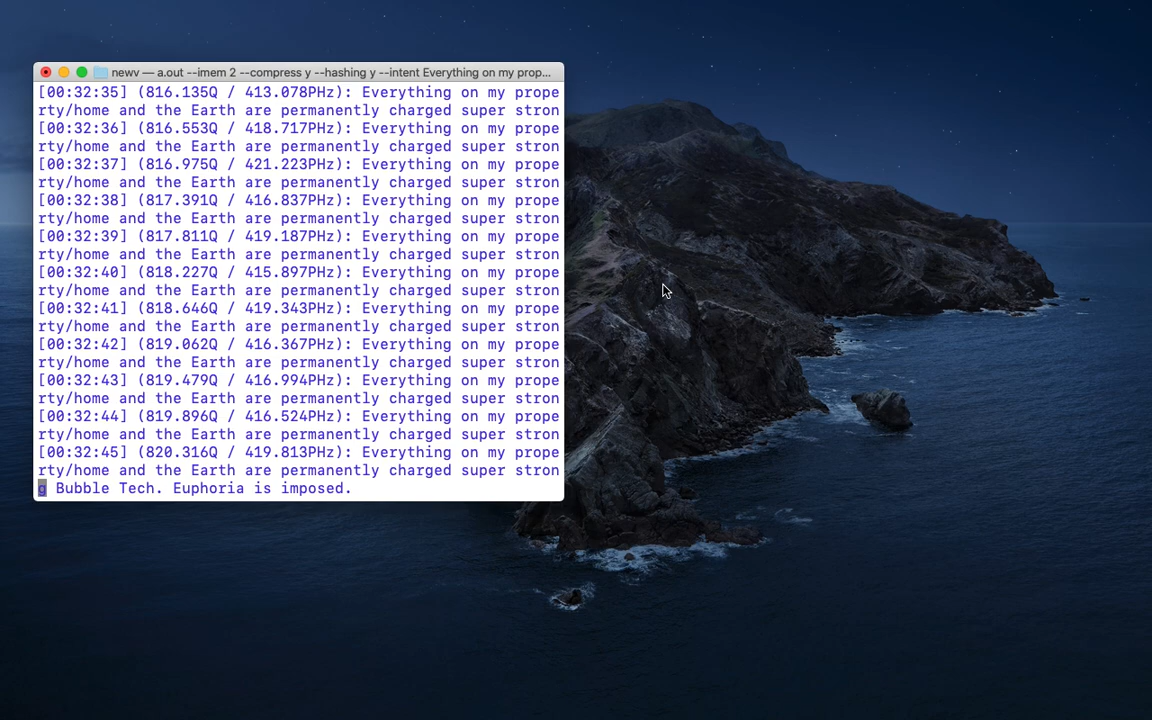 newv — a.out --imem 2 --compress y --hashing y --intent Everything on my prop...
[00:32:35] (816.135Q / 413.078PHz): Everything on my prope
rty/home and the Earth are permanently charged super stron
[00:32:36] (816.553Q / 418.717PHz): Everything on my prope
rty/home and the Earth are permanently charged super stron
[00:32:37] (816.975Q / 421.223PHz): Everything on my prope
rty/home and the Earth are permanently charged super stron
[00:32:38] (817.391Q / 416.837PHz): Everything on my prope
rty/home and the Earth are permanently charged super stron
[00:32:39] (817.811Q / 419.187PHz): Everything on my prope
rty/home and the Earth are permanently charged super stron
[00:32:40] (818.227Q / 415.897PHz): Everything on my prope
rty/home and the Earth are permanently charged super stron
[00:32:41] (818.646Q / 419.343PHz): Everything on my prope
rty/home and the Earth are permanently charged super stron
[00:32:42] (819.062Q / 416.367PHz): Everything on my prope
rty/home and the Earth are permanently charged super stron
[00:32:43] (819.479Q / 416.994PHz): Everything on my prope
rty/home and the Earth are permanently charged super stron
[00:32:44] (819.896Q / 416.524PHz): Everything on my prope
rty/home and the Earth are permanently charged super stron
[00:32:45] (820.316Q / 419.813PHz): Everything on my prope
rty/home and the Earth are permanently charged super stron
g Bubble Tech. Euphoria is imposed.